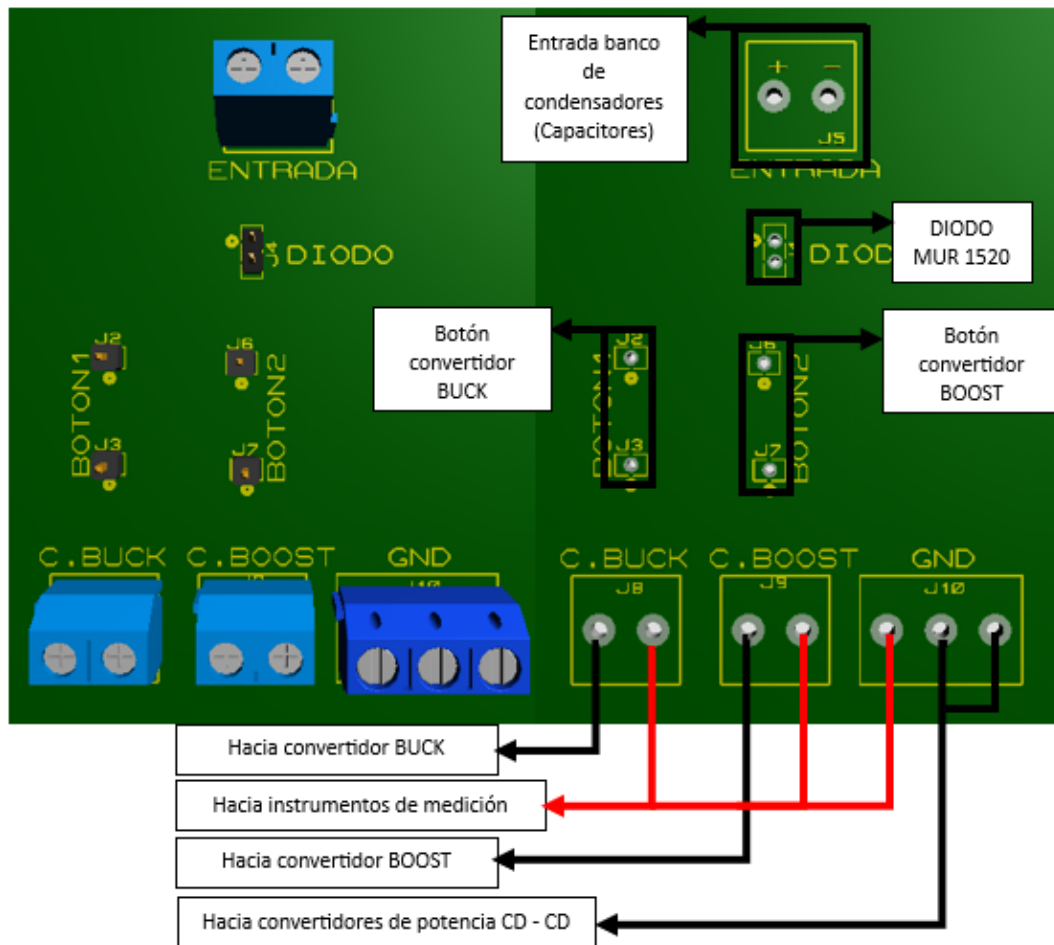 Entrada banco
de
condensadores
(Capacitores)
+ -
J5
ENTRADA
ENTRADA
J4
DIODO
DIOD
DIODO
MUR 1520
Botón
convertidor
BUCK
Botón
convertidor
BOOST
J2
BOTON1
J3
J6
BOTON2
J7
J2
BOTON1
J3
J6
BOTON2
J7
C.BUCK
C.BOOST
GND
J10
C.BUCK
C.BOOST
GND
J8
J9
J10
Hacia convertidor BUCK
Hacia instrumentos de medición
Hacia convertidor BOOST
Hacia convertidores de potencia CD - CD